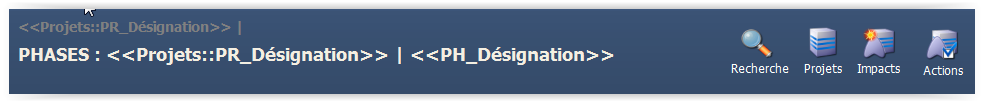 <<Projets::PR_Désignation>> |
PHASES : <<Projets::PR_Désignation>> | <<PH_Désignation>>
Recherche Projets Impacts Actions